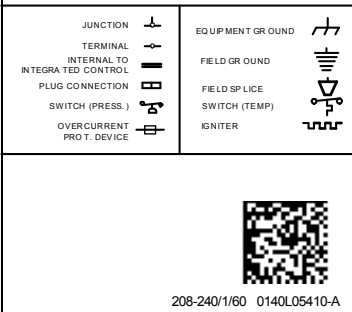 JUNCTION
TERMINAL
INTERNAL TO
INTEGRATED CONTROL
PLUG CONNECTION
SWITCH (PRESS.)
OVERCURRENT
PROT. DEVICE
EQUIPMENT GROUND
FIELD GROUND
FIELD SPLICE
SWITCH (TEMP)
IGNITER
208-240/1/60 0140L05410-A